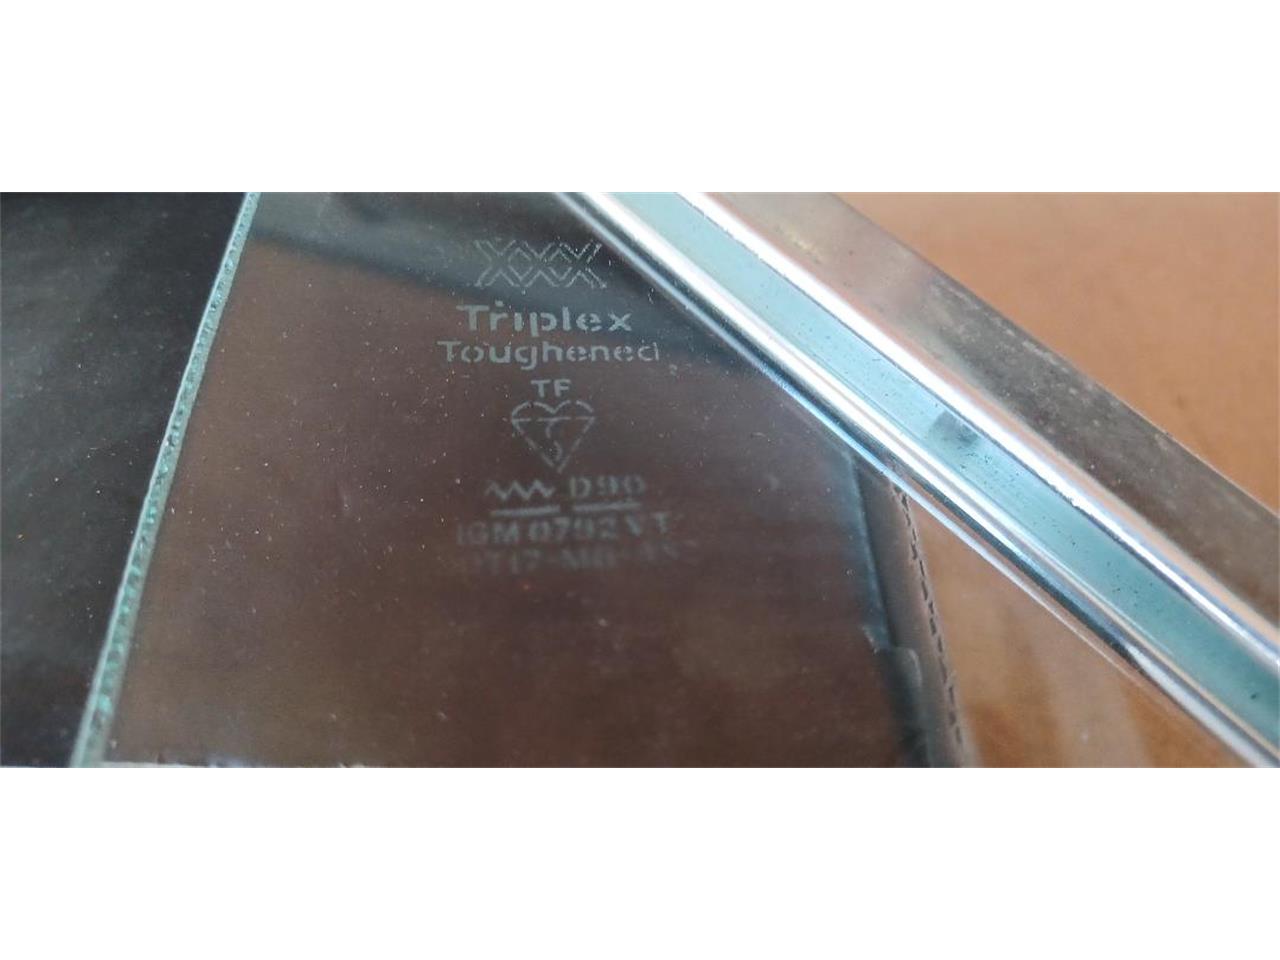 Triplex
Toughened
TF
D90
IGM 0792 VT